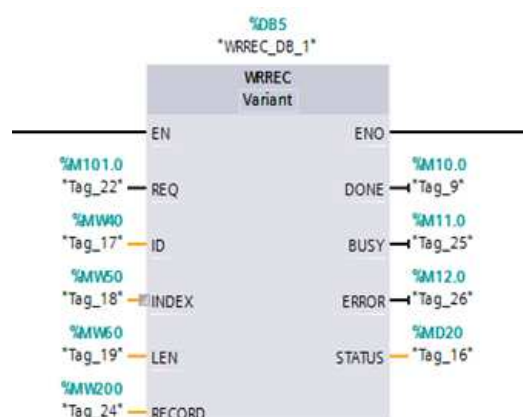 %DB5
"WRREC_DB_1"
WRREC
Variant
EN ENO
%M101.0 %M10.0
"Tag_22" REQ DONE "Tag_9"
%MW40 %M11.0
"Tag_17" ID BUSY "Tag_25"
%MW50 %M12.0
"Tag_18" INDEX ERROR "Tag_26"
%MW60 %MD20
"Tag_19" LEN STATUS "Tag_16"
%MW200
"Tag_24" RECORD